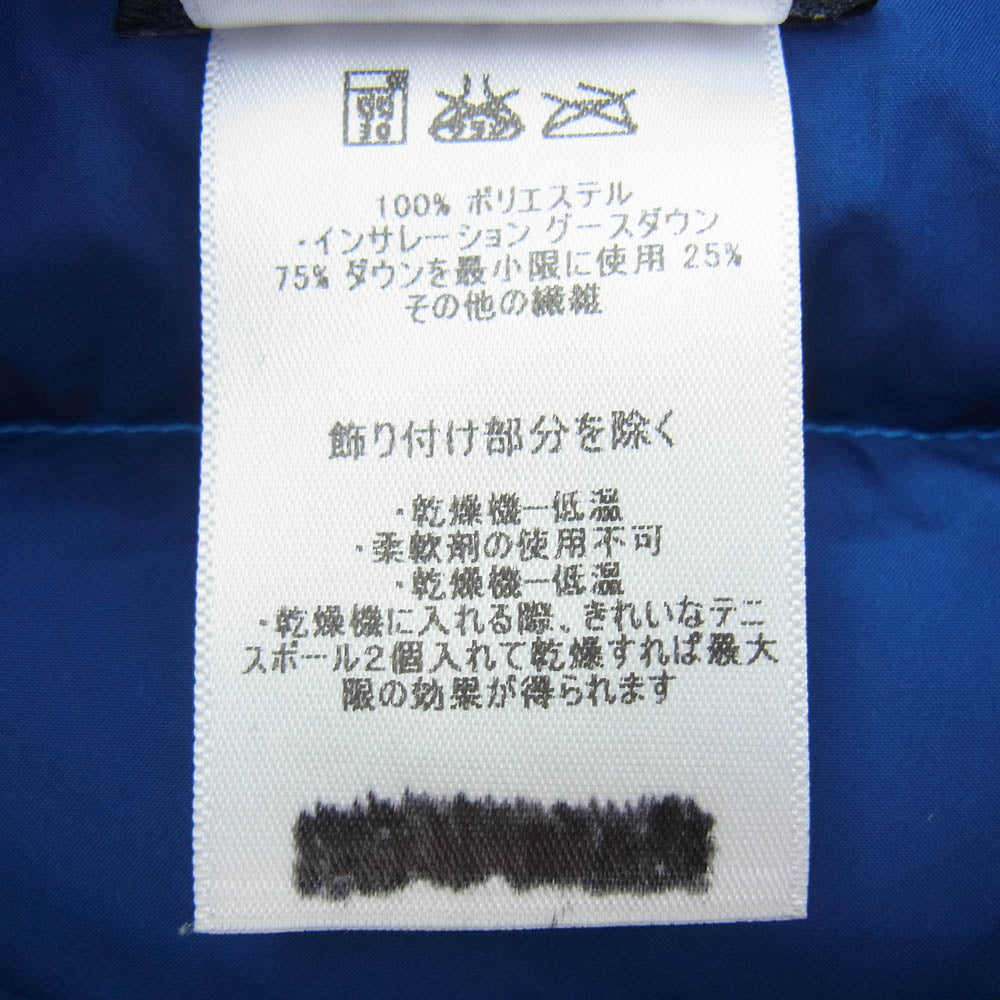 30
100% ポリエステル
・インサレーション グースダウン
75% ダウンを最小限に使用 25%
その他の繊維
飾り付け部分を除く
・乾燥機ー低温
・柔軟剤の使用不可
・乾燥機ー低温
・乾燥機に入れる際、きれいなテニ
スボール2個入れて乾燥すれば最大
限の効果が得られます